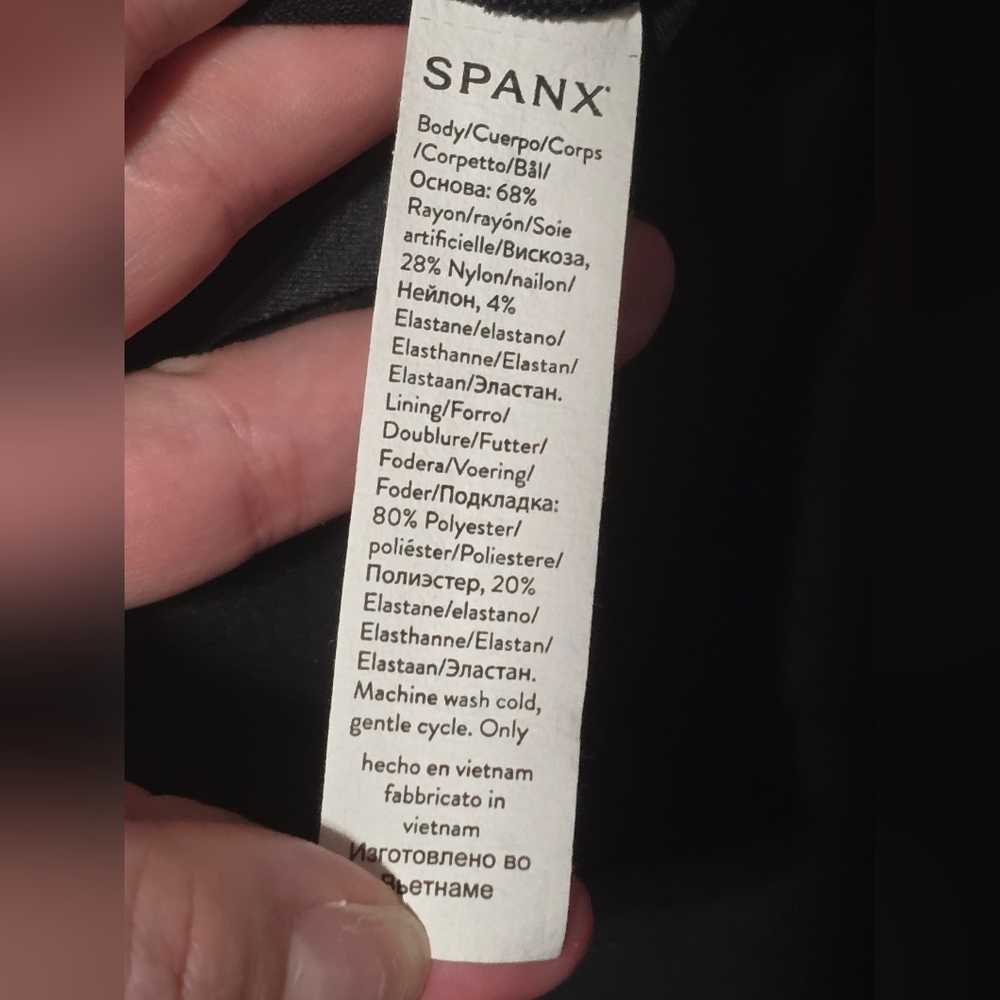 SPANX
Body/Cuerpo/Corps
/Corpetto/Bål/
Основа: 68%
Rayon/rayón/Soie
artificielle/Вискоза,
28% Nylon/nailon/
Нейлон, 4%
Elastane/elastano/
Elasthanne/Elastan/
Elastaan/Эластан.
Lining/Forro/
Doublure/Futter/
Fodera/Voering/
Foder/Подкладка:
80% Polyester/
poliéster/Poliestere/
Полиэстер, 20%
Elastane/elastano/
Elasthanne/Elastan/
Elastaan/Эластан.
Machine wash cold,
gentle cycle. Only
hecho en vietnam
fabbricato in
vietnam
Изготовлено во
Вьетнаме